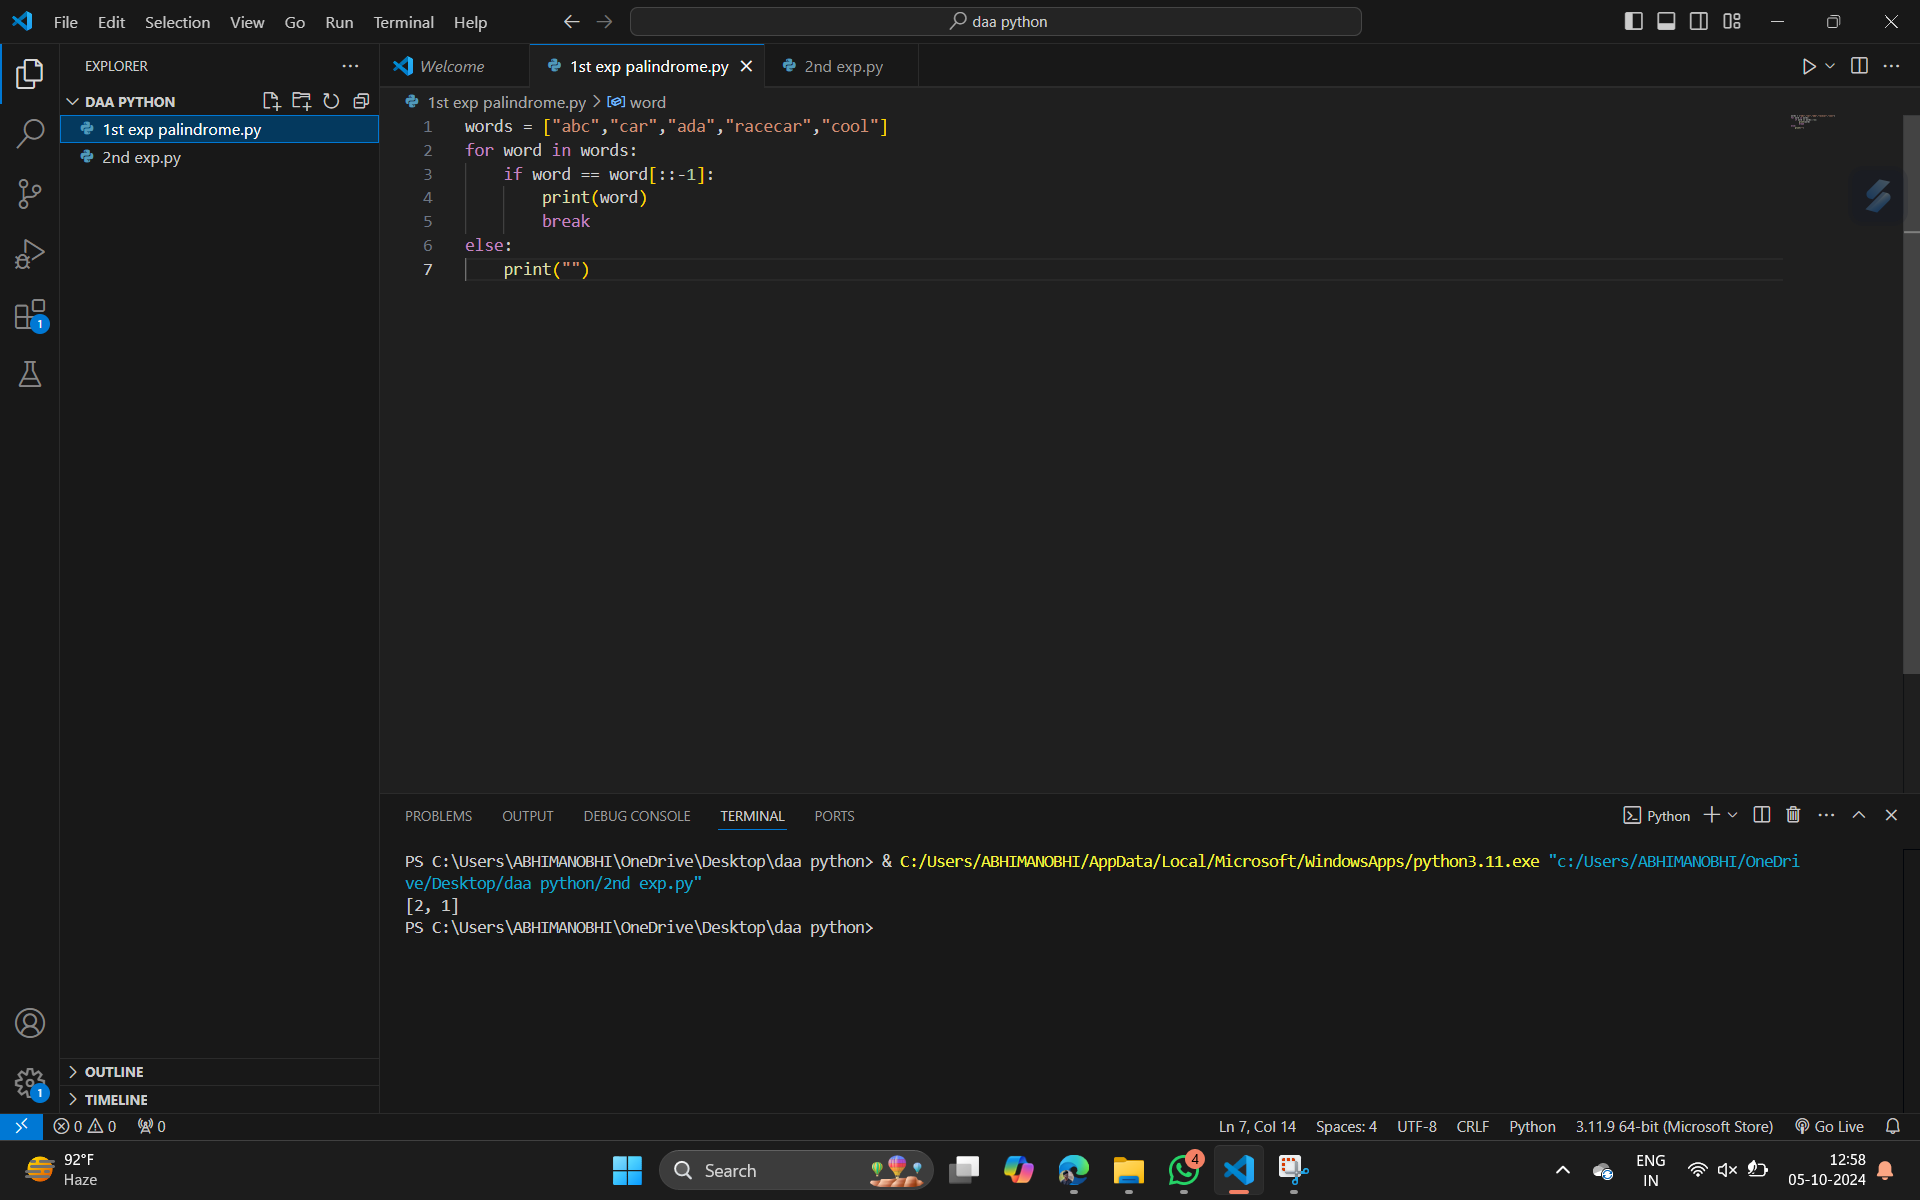 File Edit Selection View Go Run Terminal Help
daa python
EXPLORER
Welcome
1st exp palindrome.py
2nd exp.py
DAA PYTHON
1st exp palindrome.py
2nd exp.py
1st exp palindrome.py > word
1 words = ["abc","car","ada","racecar","cool"]
2 for word in words:
3     if word == word[::-1]:
4         print(word)
5         break
6 else:
7     print("")
1
PROBLEMS OUTPUT DEBUG CONSOLE TERMINAL PORTS
Python
PS C:\Users\ABHIMANOBHI\OneDrive\Desktop\daa python> & C:/Users/ABHIMANOBHI/AppData/Local/Microsoft/WindowsApps/python3.11.exe "c:/Users/ABHIMANOBHI/OneDri
ve/Desktop/daa python/2nd exp.py"
[2, 1]
PS C:\Users\ABHIMANOBHI\OneDrive\Desktop\daa python>
OUTLINE
1
TIMELINE
0 0 0
Ln 7, Col 14 Spaces: 4 UTF-8 CRLF Python 3.11.9 64-bit (Microsoft Store) Go Live
92°F
Haze
Search
4
ENG
IN
12:58
05-10-2024